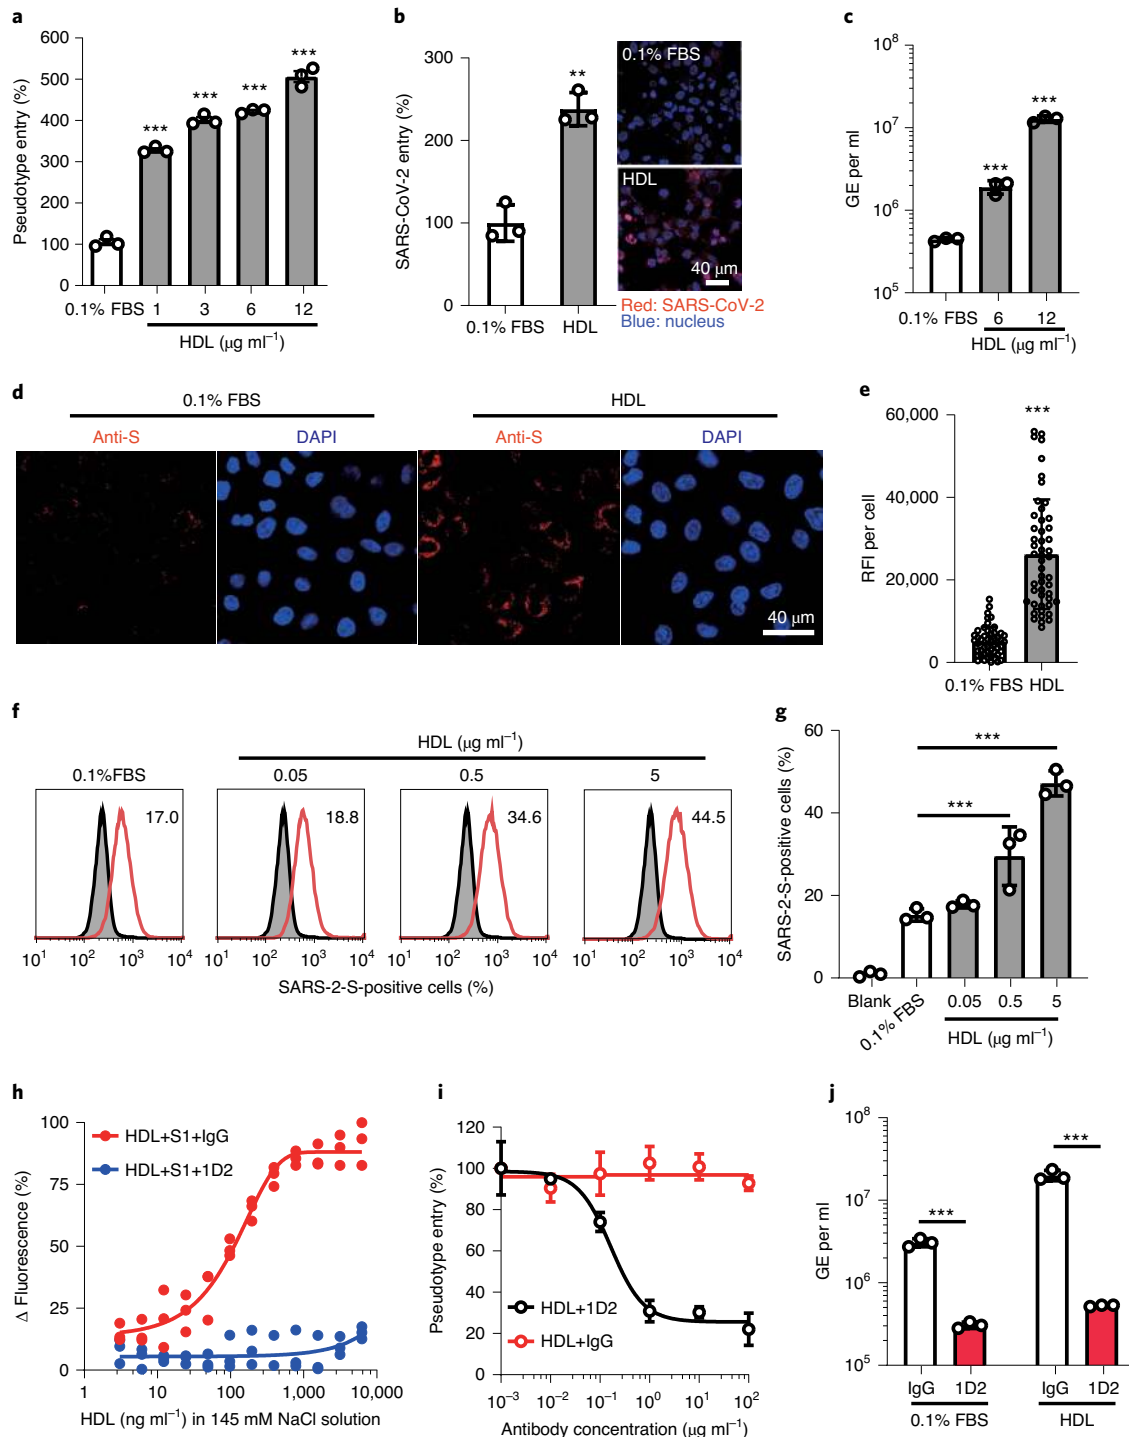 a
600
500
400
300
200
100
0
Pseudotype entry (%)
***
***
***
***
0.1% FBS
1
3
6
12
HDL (μg ml⁻¹)
b
300
200
100
0
SARS-CoV-2 entry (%)
**
0.1% FBS
HDL
0.1% FBS
HDL
40 μm
Red: SARS-CoV-2
Blue: nucleus
c
10⁸
10⁷
10⁶
10⁵
GE per ml
***
***
0.1% FBS
6
12
HDL (μg ml⁻¹)
d
0.1% FBS
HDL
Anti-S
DAPI
Anti-S
DAPI
40 μm
e
60,000
40,000
20,000
0
RFI per cell
***
0.1% FBS
HDL
f
HDL (μg ml⁻¹)
0.1%FBS
0.05
0.5
5
17.0
18.8
34.6
44.5
10¹ 10² 10³ 10⁴
10¹ 10² 10³ 10⁴
10¹ 10² 10³ 10⁴
10¹ 10² 10³ 10⁴
SARS-2-S-positive cells (%)
g
60
40
20
0
SARS-2-S-positive cells (%)
***
***
Blank
0.1% FBS
0.05
0.5
5
HDL (μg ml⁻¹)
h
100
75
50
25
0
Δ Fluorescence (%)
HDL+S1+IgG
HDL+S1+1D2
1 10 100 1,000 10,000
HDL (ng ml⁻¹) in 145 mM NaCl solution
i
120
100
80
60
40
20
0
Pseudotype entry (%)
HDL+1D2
HDL+IgG
10⁻³ 10⁻² 10⁻¹ 10⁰ 10¹ 10²
Antibody concentration (μg ml⁻¹)
j
10⁸
10⁷
10⁶
10⁵
GE per ml
***
***
IgG 1D2
IgG 1D2
0.1% FBS
HDL